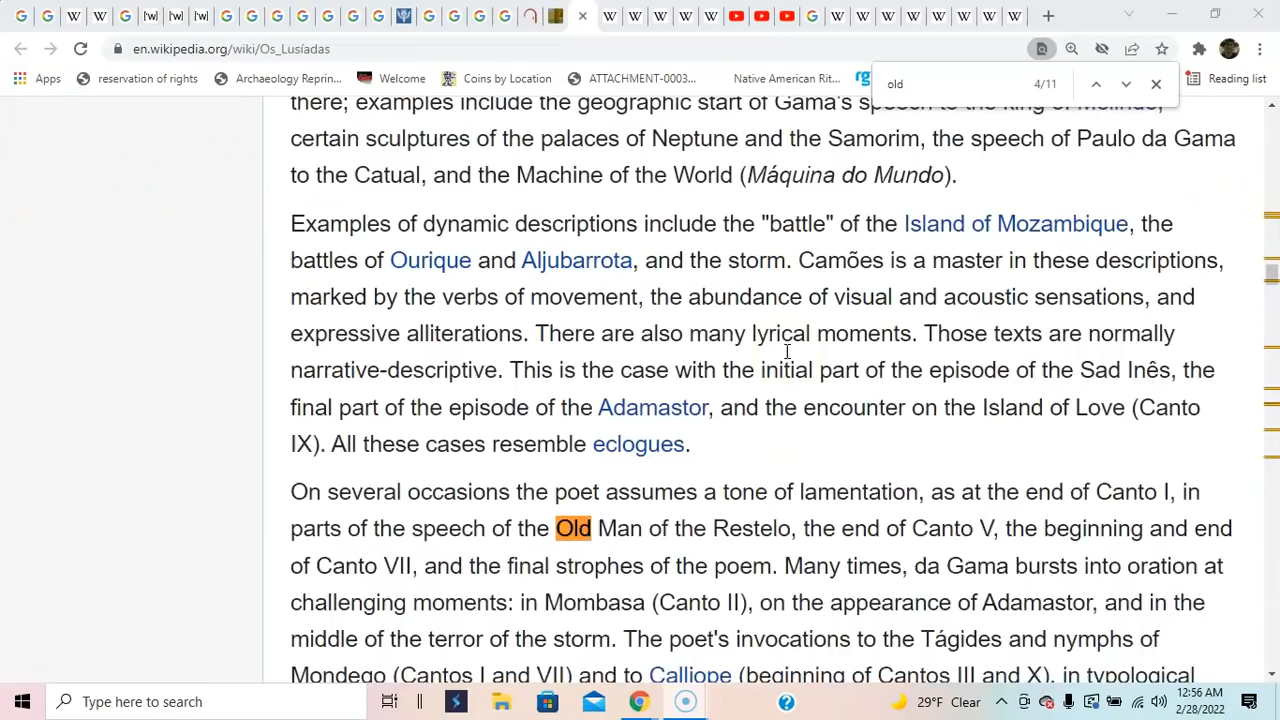 en.wikipedia.org/wiki/Os_Lusíadas
Apps reservation of rights Archaeology Reprin... Welcome Coins by Location ATTACHMENT-0003... Native American Rit... Reading list
old 4/11
there; examples include the geographic start of Gama's speech to the king of Melinde,
certain sculptures of the palaces of Neptune and the Samorim, the speech of Paulo da Gama
to the Catual, and the Machine of the World (Máquina do Mundo).
Examples of dynamic descriptions include the "battle" of the Island of Mozambique, the
battles of Ourique and Aljubarrota, and the storm. Camões is a master in these descriptions,
marked by the verbs of movement, the abundance of visual and acoustic sensations, and
expressive alliterations. There are also many lyrical moments. Those texts are normally
narrative-descriptive. This is the case with the initial part of the episode of the Sad Inês, the
final part of the episode of the Adamastor, and the encounter on the Island of Love (Canto
IX). All these cases resemble eclogues.
On several occasions the poet assumes a tone of lamentation, as at the end of Canto I, in
parts of the speech of the Old Man of the Restelo, the end of Canto V, the beginning and end
of Canto VII, and the final strophes of the poem. Many times, da Gama bursts into oration at
challenging moments: in Mombasa (Canto II), on the appearance of Adamastor, and in the
middle of the terror of the storm. The poet's invocations to the Tágides and nymphs of
Mondego (Cantos I and VII) and to Calliope (beginning of Cantos III and X), in typological
Type here to search
29°F Clear
12:56 AM
2/28/2022